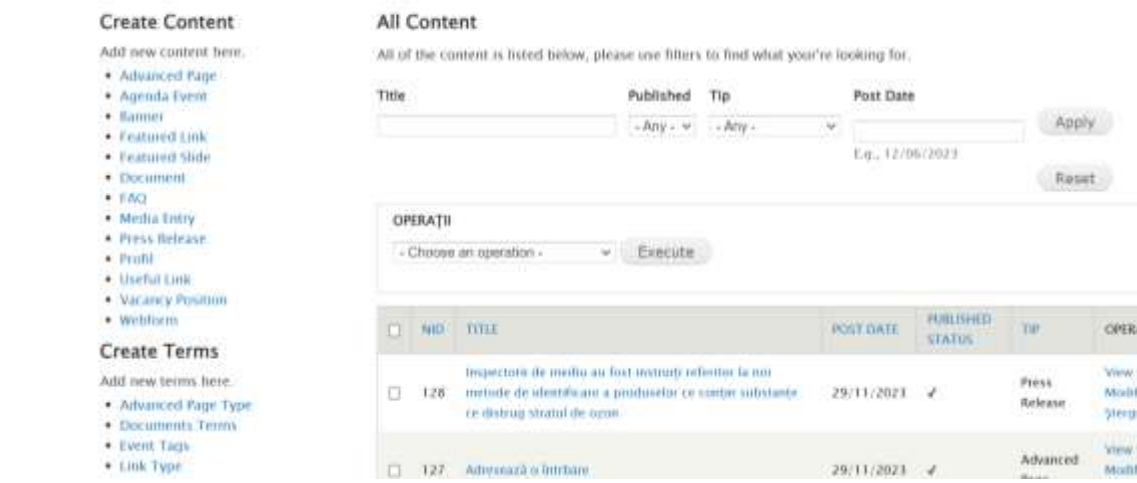 Create Content
Add new content here.
Advanced Page
Agenda Event
Banner
Featured Link
Featured Slide
Document
FAQ
Media Entry
Press Release
Profil
Useful Link
Vacancy Position
Webform
Create Terms
Add new terms here.
Advanced Page Type
Documents Terms
Event Tags
Link Type
All Content
All of the content is listed below, please use filters to find what your're looking for.
Title Published Tip Post Date
- Any - - Any - Apply
E.g., 12/06/2023
Reset
OPERAȚII
- Choose an operation - Execute
NID TITLE POST DATE PUBLISHED STATUS TIP OPERA
Inspectorii de mediu au fost instruiți referitor la noi
metode de identificare a produselor ce conțin substanțe
ce distrug stratul de ozon
128 29/11/2023 ✓ Press Release
View
Modifi
Șterge
127 Adresează o întrbare 29/11/2023 ✓ Advanced
View
Modifi